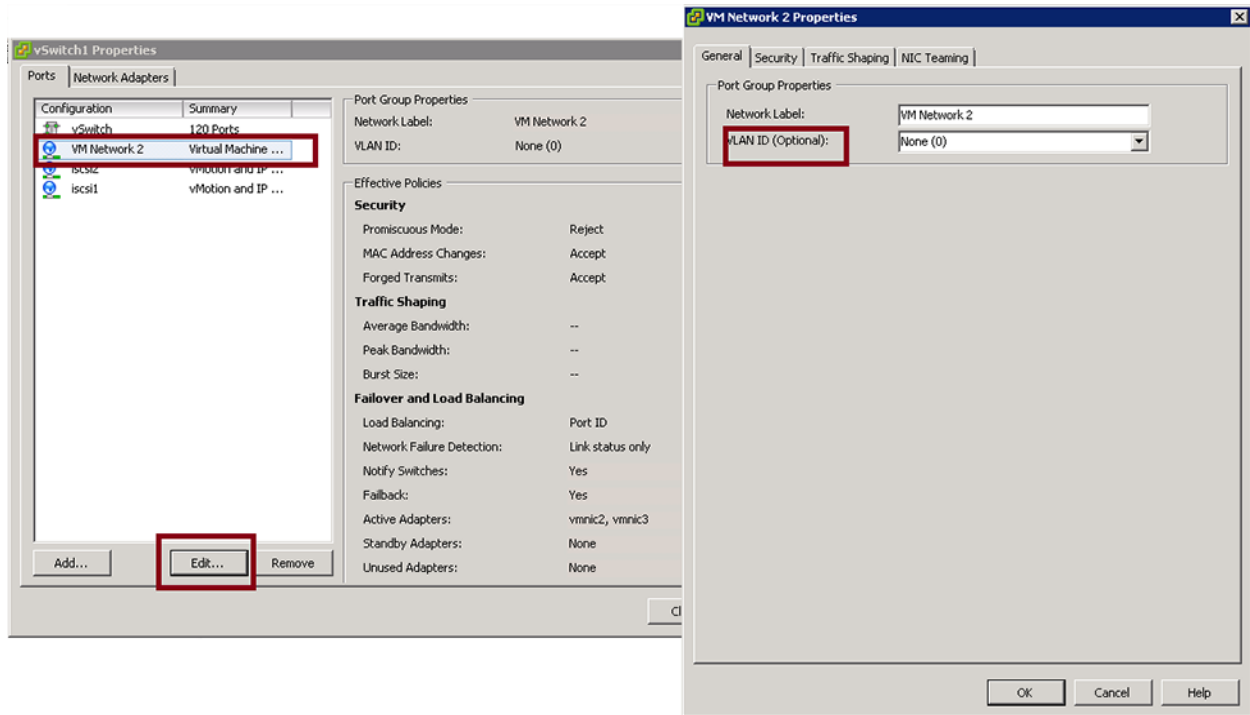 vSwitch1 Properties
Ports Network Adapters
Configuration Summary
vSwitch 120 Ports
VM Network 2 Virtual Machine ...
iscsi2 vMotion and IP ...
iscsi1 vMotion and IP ...
Add... Edit... Remove
Port Group Properties
Network Label: VM Network 2
VLAN ID: None (0)
Effective Policies
Security
Promiscuous Mode: Reject
MAC Address Changes: Accept
Forged Transmits: Accept
Traffic Shaping
Average Bandwidth: --
Peak Bandwidth: --
Burst Size: --
Failover and Load Balancing
Load Balancing: Port ID
Network Failure Detection: Link status only
Notify Switches: Yes
Failback: Yes
Active Adapters: vmnic2, vmnic3
Standby Adapters: None
Unused Adapters: None
VM Network 2 Properties
General Security Traffic Shaping NIC Teaming
Port Group Properties
Network Label: VM Network 2
VLAN ID (Optional): None (0)
OK Cancel Help